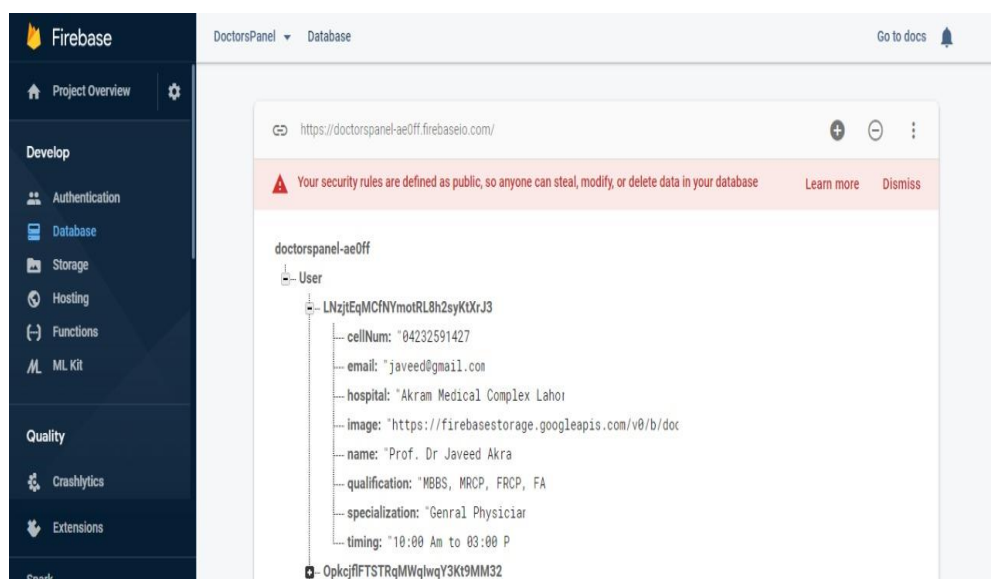 Firebase
DoctorsPanel Database Go to docs
Project Overview
https://doctorspanel-ae0ff.firebaseio.com/
Develop
Your security rules are defined as public, so anyone can steal, modify, or delete data in your database Learn more Dismiss
Authentication
Database
Storage
Hosting
Functions
ML Kit
Quality
Crashlytics
Extensions
doctorspanel-ae0ff
User
LNzjtEqMCfNYmotRL8h2syKtXrJ3
cellNum: "04232591427
email: "javeed@gmail.con
hospital: "Akram Medical Complex Lahor
image: "https://firebasestorage.googleapis.com/v0/b/doc
name: "Prof. Dr Javeed Akra
qualification: "MBBS, MRCP, FRCP, FA
specialization: "Genral Physician
timing: "10:00 Am to 03:00 P